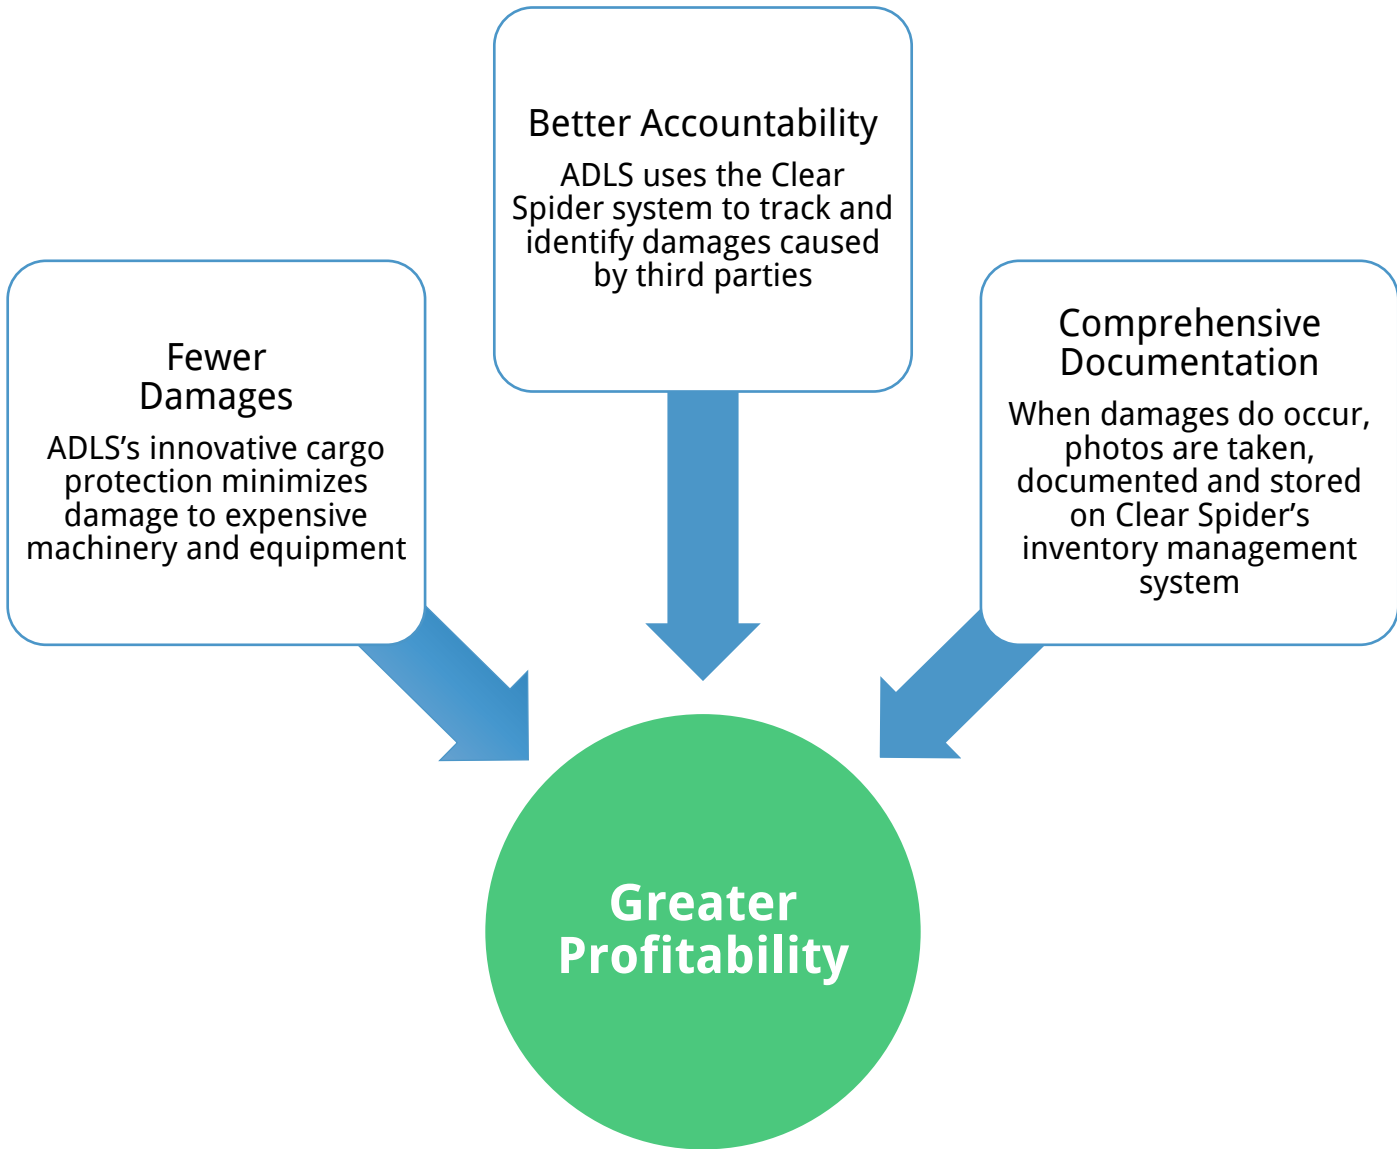 Better Accountability
ADLS uses the Clear
Spider system to track and
identify damages caused
by third parties
Fewer
Damages
ADLS’s innovative cargo
protection minimizes
damage to expensive
machinery and equipment
Comprehensive
Documentation
When damages do occur,
photos are taken,
documented and stored
on Clear Spider’s
inventory management
system
Greater
Profitability